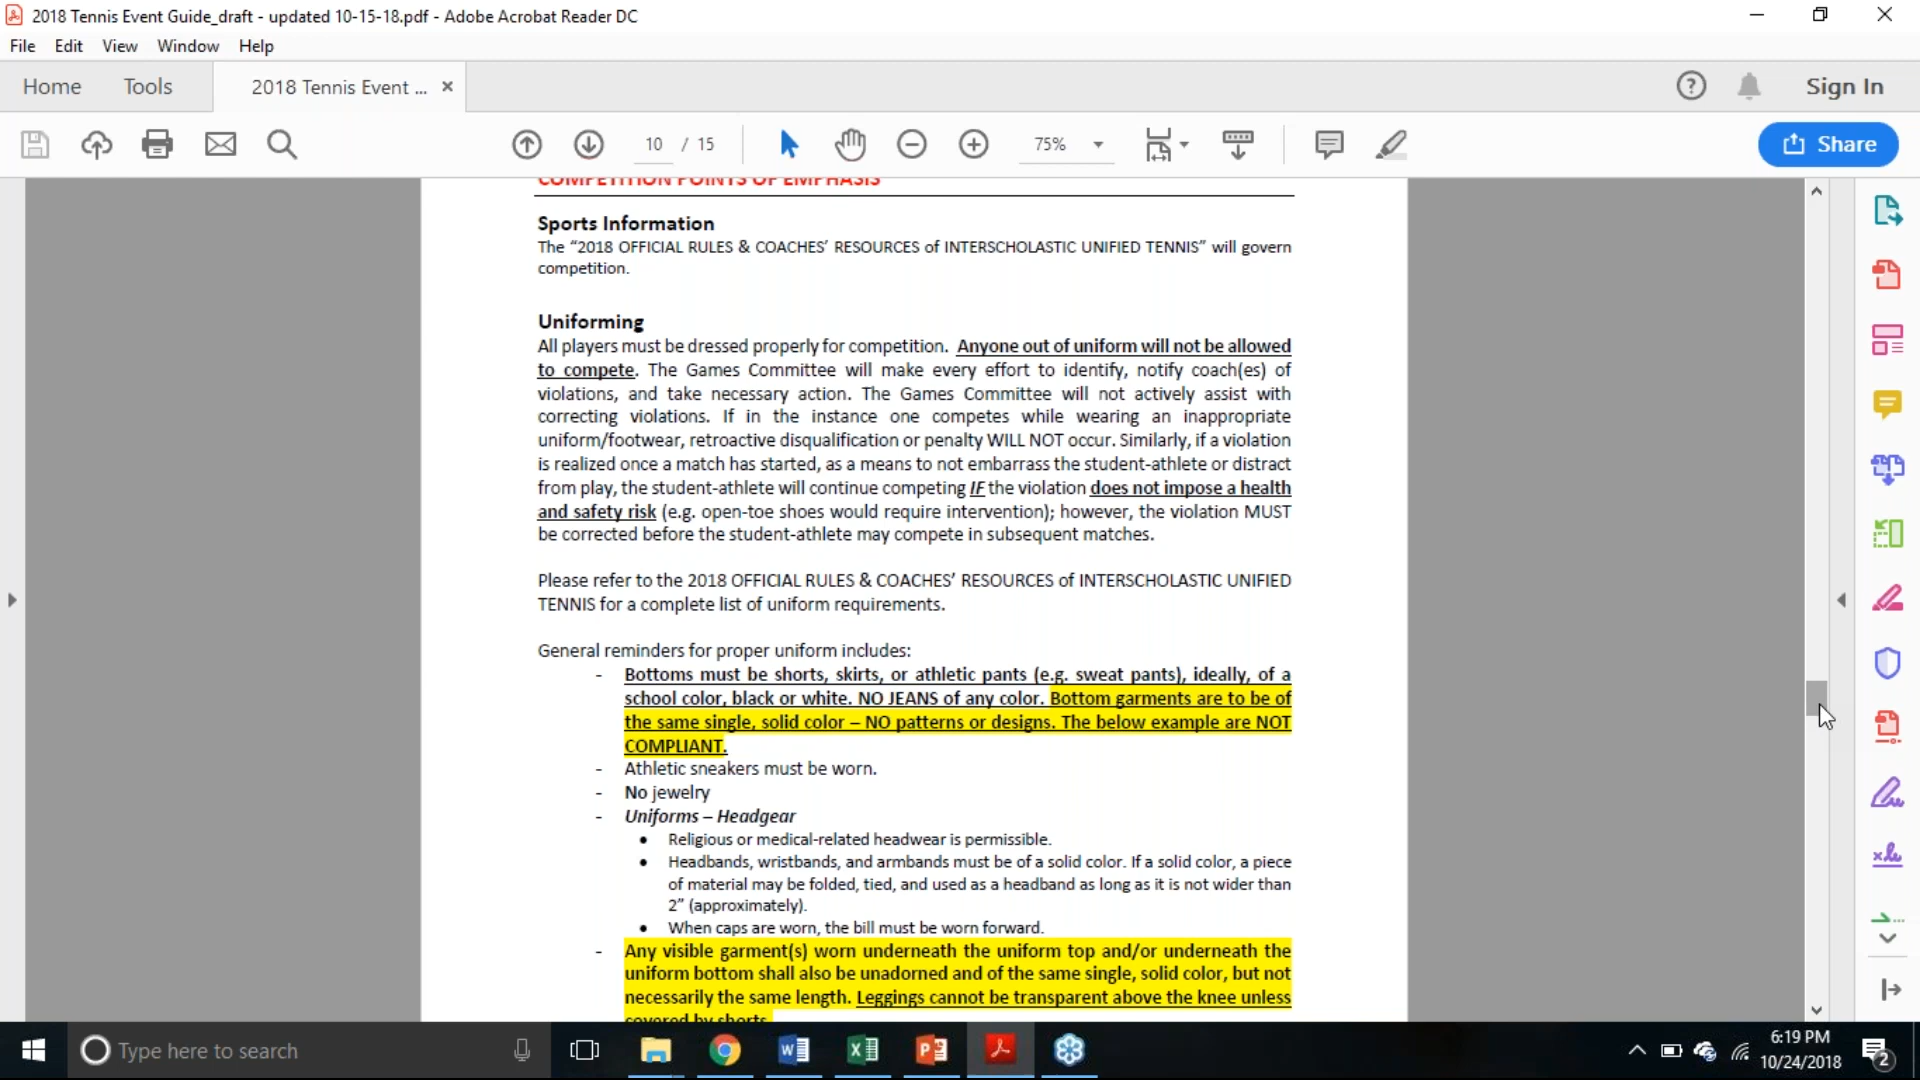 2018 Tennis Event Guide_draft - updated 10-15-18.pdf - Adobe Acrobat Reader DC
File Edit View Window Help
Home Tools 2018 Tennis Event ... × Sign In
10 / 15 75% Share
COMPETITION POINTS OF EMPHASIS
Sports Information
The “2018 OFFICIAL RULES & COACHES’ RESOURCES of INTERSCHOLASTIC UNIFIED TENNIS” will govern
competition.
Uniforming
All players must be dressed properly for competition. Anyone out of uniform will not be allowed
to compete. The Games Committee will make every effort to identify, notify coach(es) of
violations, and take necessary action. The Games Committee will not actively assist with
correcting violations. If in the instance one competes while wearing an inappropriate
uniform/footwear, retroactive disqualification or penalty WILL NOT occur. Similarly, if a violation
is realized once a match has started, as a means to not embarrass the student-athlete or distract
from play, the student-athlete will continue competing IF the violation does not impose a health
and safety risk (e.g. open-toe shoes would require intervention); however, the violation MUST
be corrected before the student-athlete may compete in subsequent matches.
Please refer to the 2018 OFFICIAL RULES & COACHES’ RESOURCES of INTERSCHOLASTIC UNIFIED
TENNIS for a complete list of uniform requirements.
General reminders for proper uniform includes:
- Bottoms must be shorts, skirts, or athletic pants (e.g. sweat pants), ideally, of a
school color, black or white. NO JEANS of any color. Bottom garments are to be of
the same single, solid color – NO patterns or designs. The below example are NOT
COMPLIANT.
- Athletic sneakers must be worn.
- No jewelry
- Uniforms – Headgear
• Religious or medical-related headwear is permissible.
• Headbands, wristbands, and armbands must be of a solid color. If a solid color, a piece
of material may be folded, tied, and used as a headband as long as it is not wider than
2” (approximately).
• When caps are worn, the bill must be worn forward.
- Any visible garment(s) worn underneath the uniform top and/or underneath the
uniform bottom shall also be unadorned and of the same single, solid color, but not
necessarily the same length. Leggings cannot be transparent above the knee unless
covered by shorts.
Type here to search
6:19 PM
10/24/2018
2